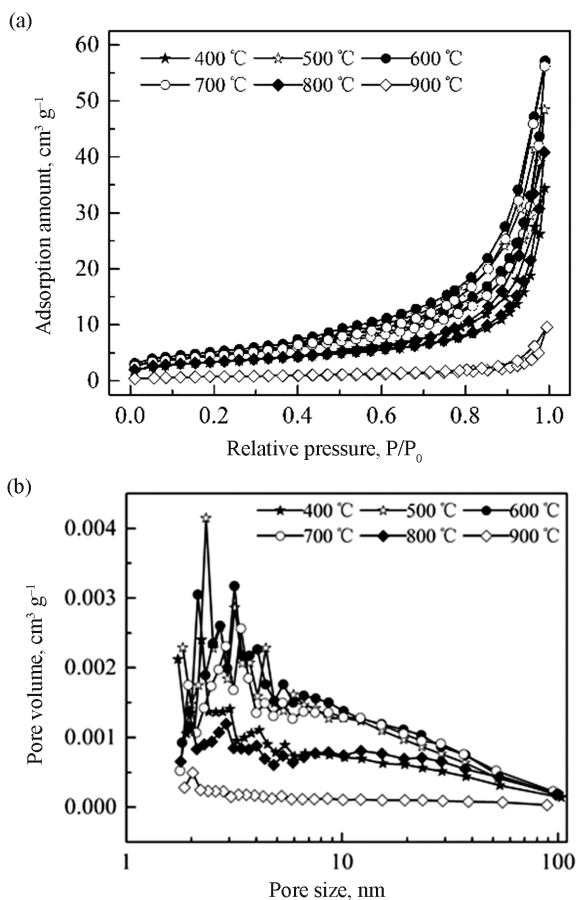 (a)
400 ℃ 500 ℃ 600 ℃
700 ℃ 800 ℃ 900 ℃
Adsorption amount, cm³ g⁻¹
60
50
40
30
20
10
0
0.0 0.2 0.4 0.6 0.8 1.0
Relative pressure, P/P₀
(b)
400 ℃ 500 ℃ 600 ℃
700 ℃ 800 ℃ 900 ℃
Pore volume, cm³ g⁻¹
0.004
0.003
0.002
0.001
0.000
1 10 100
Pore size, nm